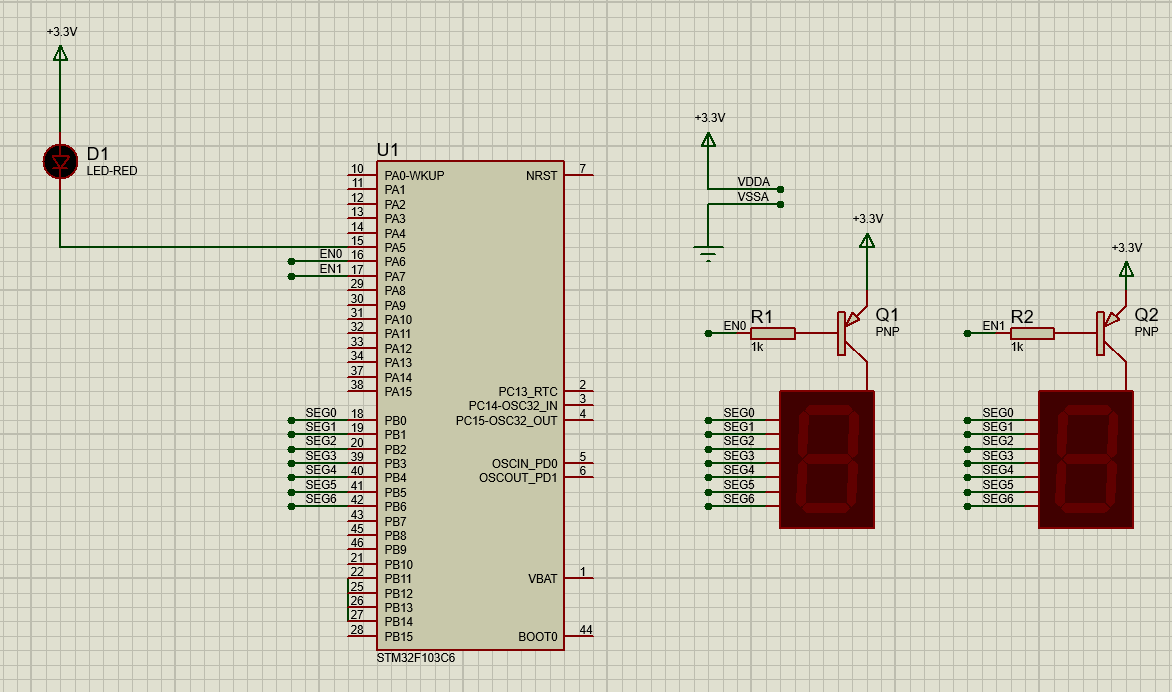 +3.3V
D1
LED-RED
U1
10 PA0-WKUP NRST 7
11 PA1
12 PA2
13 PA3
14 PA4
15 PA5
EN0 16 PA6
EN1 17 PA7
29 PA8
30 PA9
31 PA10
32 PA11
33 PA12
34 PA13
37 PA14
38 PA15 PC13_RTC 2
PC14-OSC32_IN 3
SEG0 18 PB0 PC15-OSC32_OUT 4
SEG1 19 PB1
SEG2 20 PB2
SEG3 39 PB3 OSCIN_PD0 5
SEG4 40 PB4 OSCOUT_PD1 6
SEG5 41 PB5
SEG6 42 PB6
43 PB7
45 PB8
46 PB9
21 PB10
22 PB11 VBAT 1
25 PB12
26 PB13
27 PB14
28 PB15 BOOT0 44
STM32F103C6
+3.3V
VDDA
VSSA
+3.3V
EN0
R1
1k
Q1
PNP
SEG0
SEG1
SEG2
SEG3
SEG4
SEG5
SEG6
+3.3V
EN1
R2
1k
Q2
PNP
SEG0
SEG1
SEG2
SEG3
SEG4
SEG5
SEG6